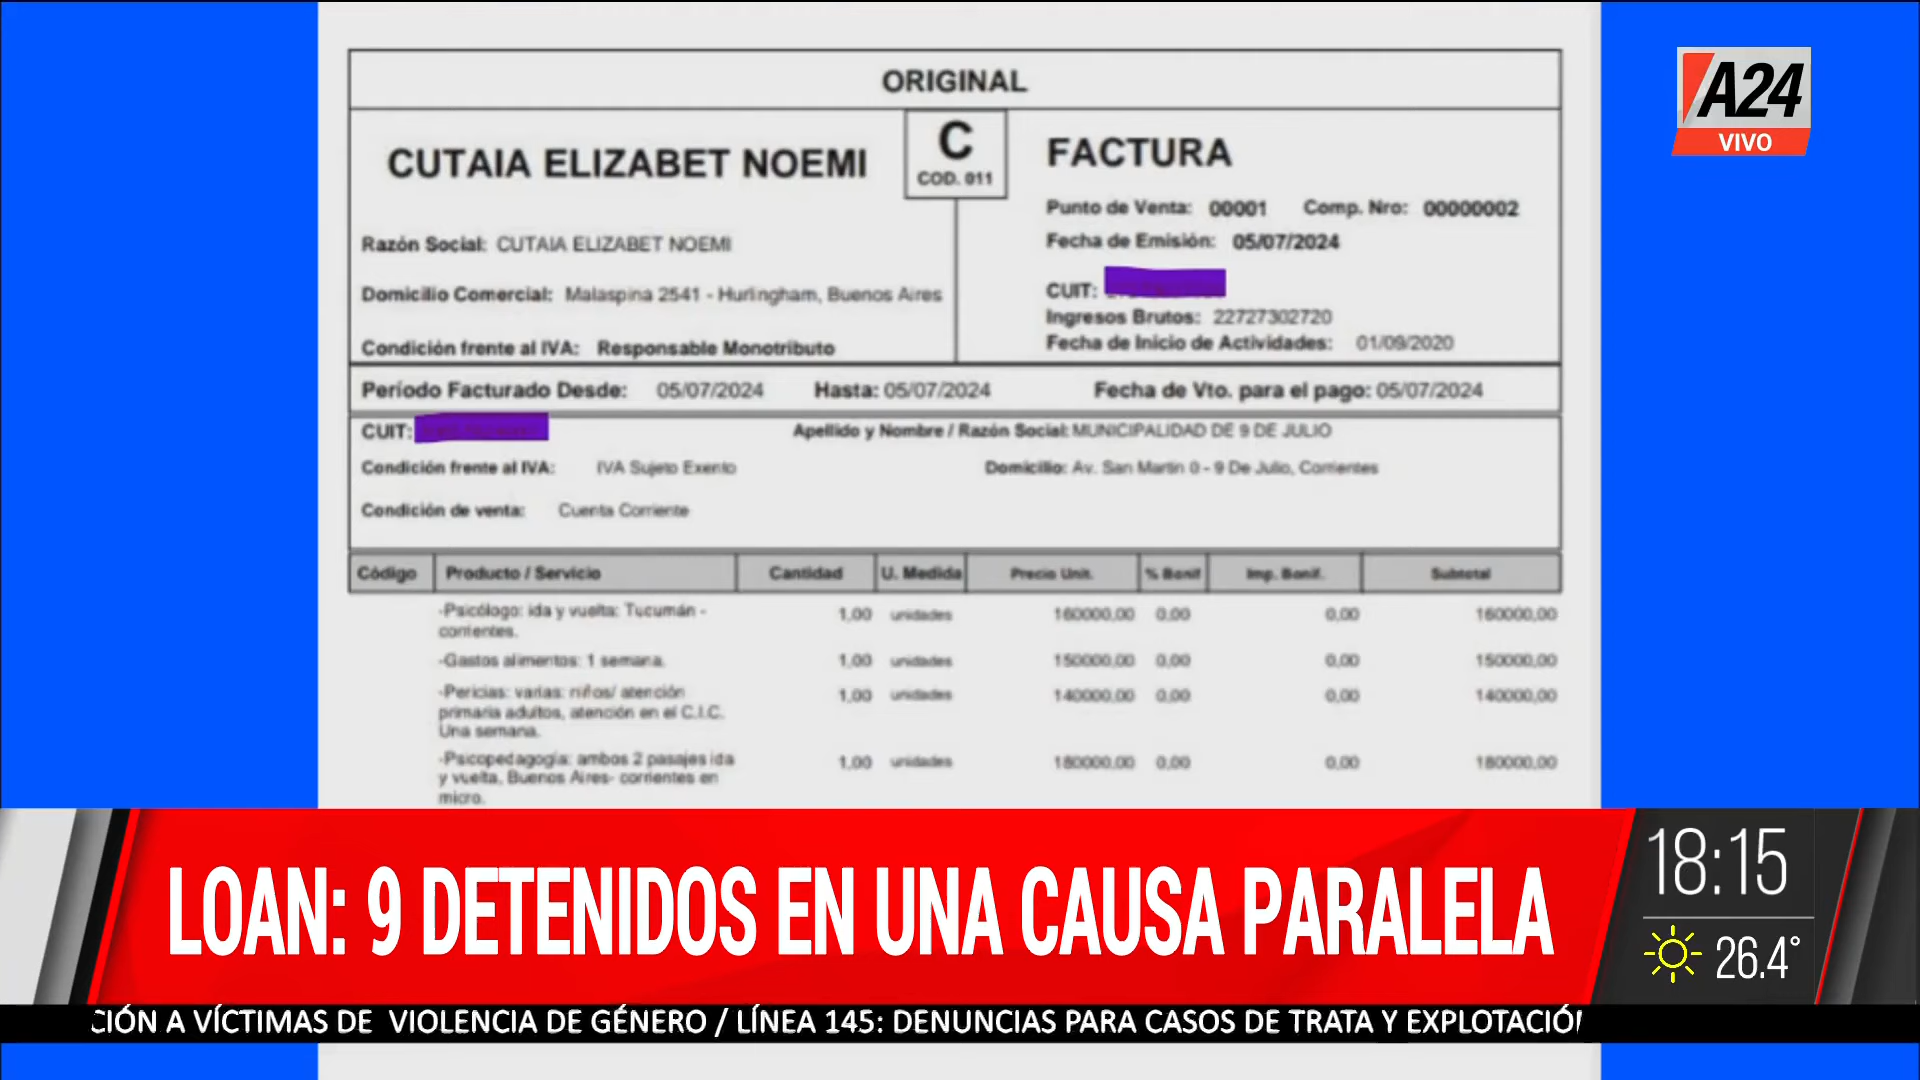 ORIGINAL
CUTAIA ELIZABET NOEMI
C
COD. 011
FACTURA
Punto de Venta: 00001 Comp. Nro: 00000002
Razón Social: CUTAIA ELIZABET NOEMI
Fecha de Emisión: 05/07/2024
Domicilio Comercial: Malaspina 2541 - Hurlingham, Buenos Aires
CUIT:
Ingresos Brutos: 22727302720
Condición frente al IVA: Responsable Monotributo
Fecha de Inicio de Actividades: 01/09/2020
Período Facturado Desde: 05/07/2024 Hasta: 05/07/2024 Fecha de Vto. para el pago: 05/07/2024
CUIT: Apellido y Nombre / Razón Social: MUNICIPALIDAD DE 9 DE JULIO
Condición frente al IVA: IVA Sujeto Exento Domicilio: Av. San Martin 0 - 9 De Julio, Corrientes
Condición de venta: Cuenta Corriente
Código Producto / Servicio Cantidad U. Medida Precio Unit. % Bonif Imp. Bonif. Subtotal
-Psicólogo: ida y vuelta: Tucumán - 1,00 unidades 160000,00 0,00 0,00 160000,00
corrientes.
-Gastos alimentos: 1 semana. 1,00 unidades 150000,00 0,00 0,00 150000,00
-Pericias: varias: niños/ atención 1,00 unidades 140000,00 0,00 0,00 140000,00
primaria adultos, atención en el C.I.C.
Una semana.
-Psicopedagogía: ambos 2 pasajes ida 1,00 unidades 180000,00 0,00 0,00 180000,00
y vuelta, Buenos Aires- corrientes en
micro.
A24
VIVO
LOAN: 9 DETENIDOS EN UNA CAUSA PARALELA
18:15
26.4°
CIÓN A VÍCTIMAS DE VIOLENCIA DE GÉNERO / LÍNEA 145: DENUNCIAS PARA CASOS DE TRATA Y EXPLOTACIÓN